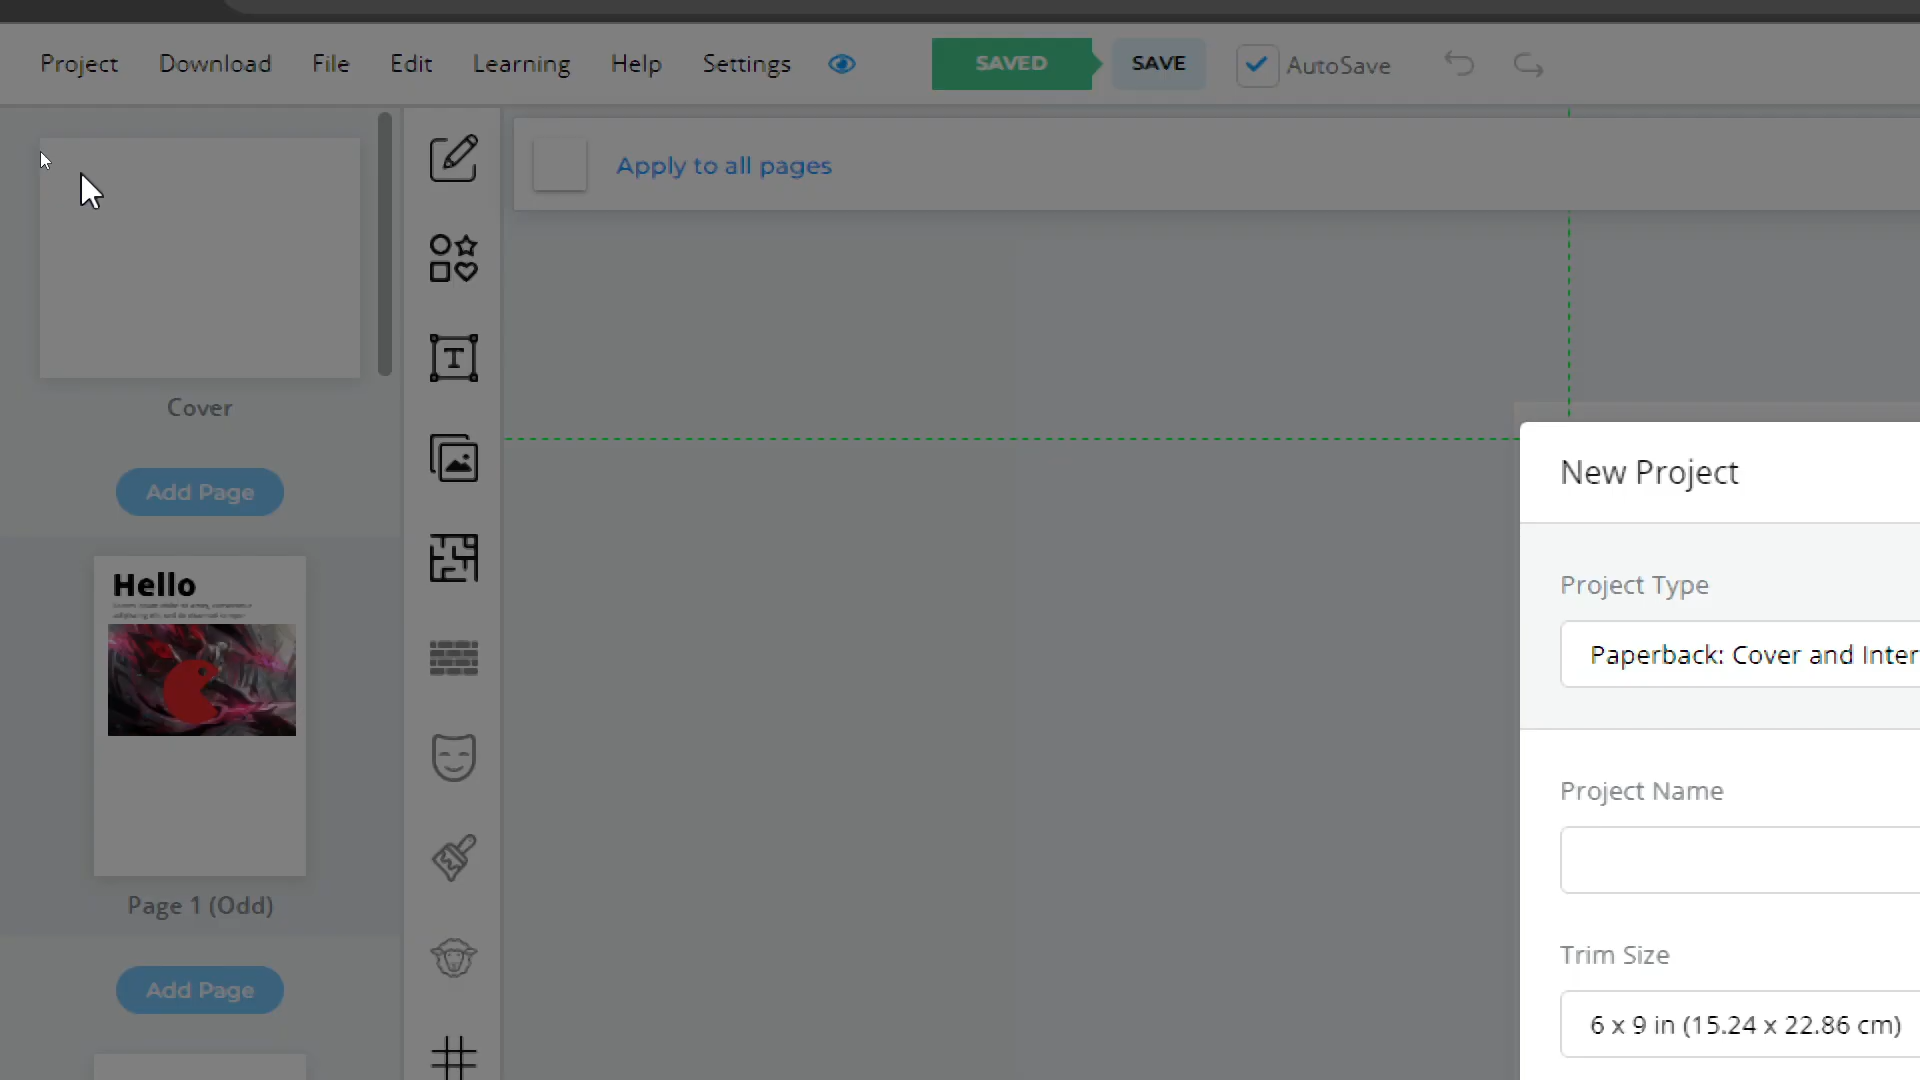 Project Download File Edit Learning Help Settings SAVED SAVE AutoSave
Apply to all pages
Cover
Add Page
Hello
Page 1 (Odd)
Add Page
New Project
Project Type
Paperback: Cover and Inter
Project Name
Trim Size
6 x 9 in (15.24 x 22.86 cm)